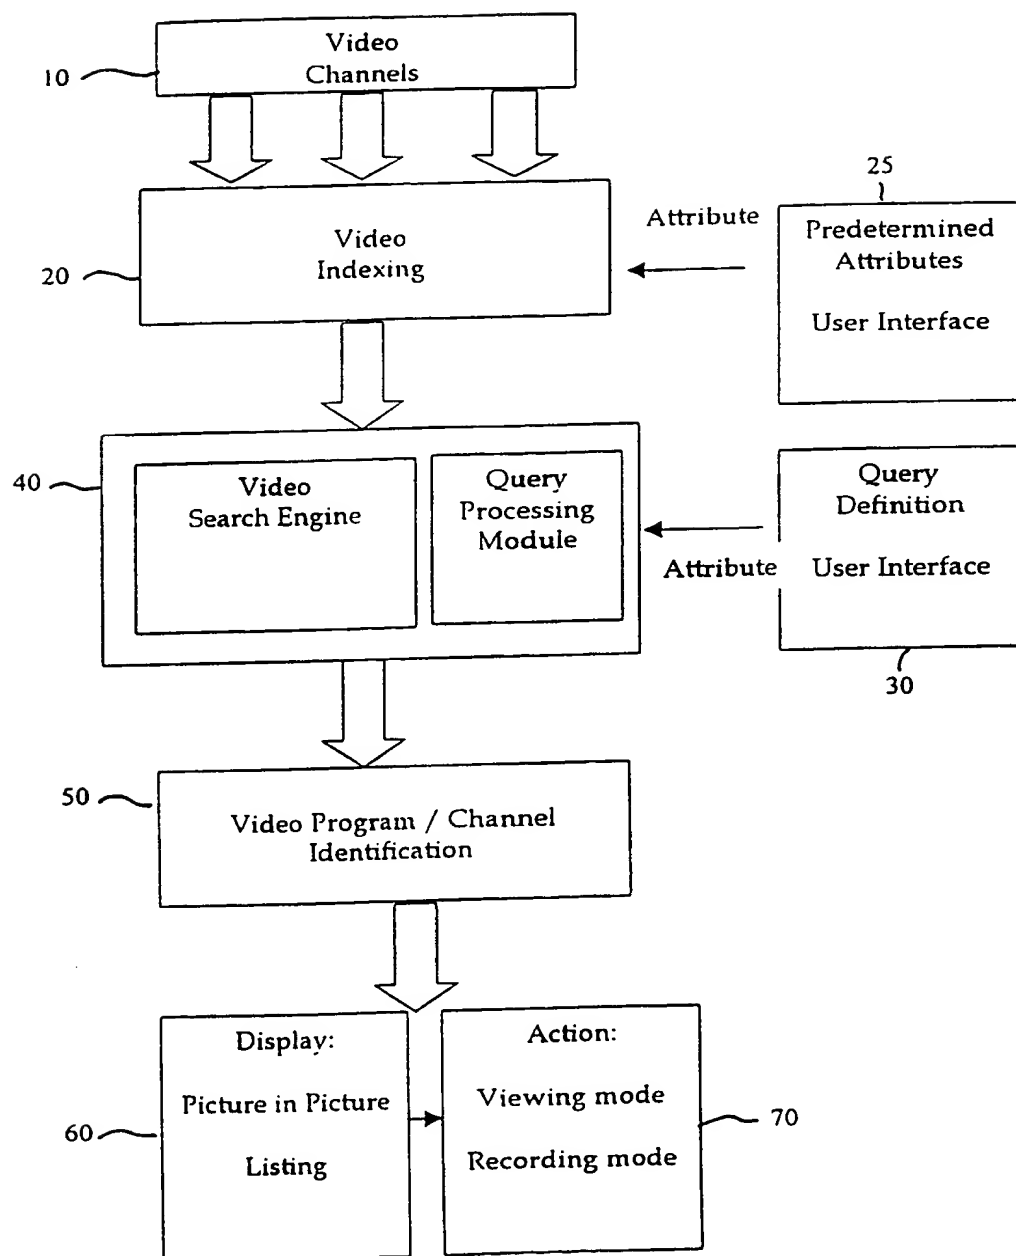 Video
Channels
10
25
Attribute
Predetermined
Attributes
User Interface
Video
Indexing
20
40
Video
Search Engine
Query
Processing
Module
Attribute
Query
Definition
User Interface
30
50
Video Program / Channel
Identification
Display:
Picture in Picture
Listing
60
Action:
Viewing mode
Recording mode
70